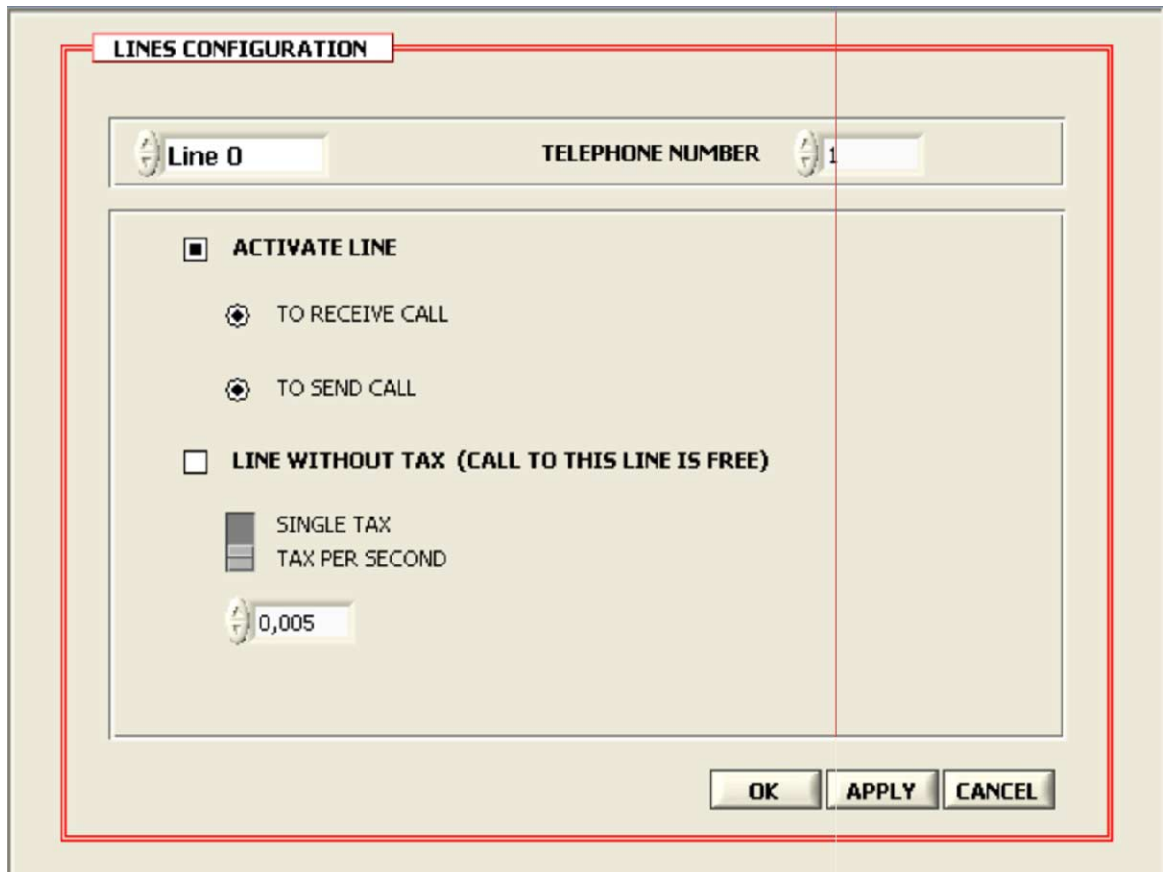 LINES CONFIGURATION
Line 0 TELEPHONE NUMBER 1
ACTIVATE LINE
TO RECEIVE CALL
TO SEND CALL
LINE WITHOUT TAX (CALL TO THIS LINE IS FREE)
SINGLE TAX
TAX PER SECOND
0,005
OK APPLY CANCEL